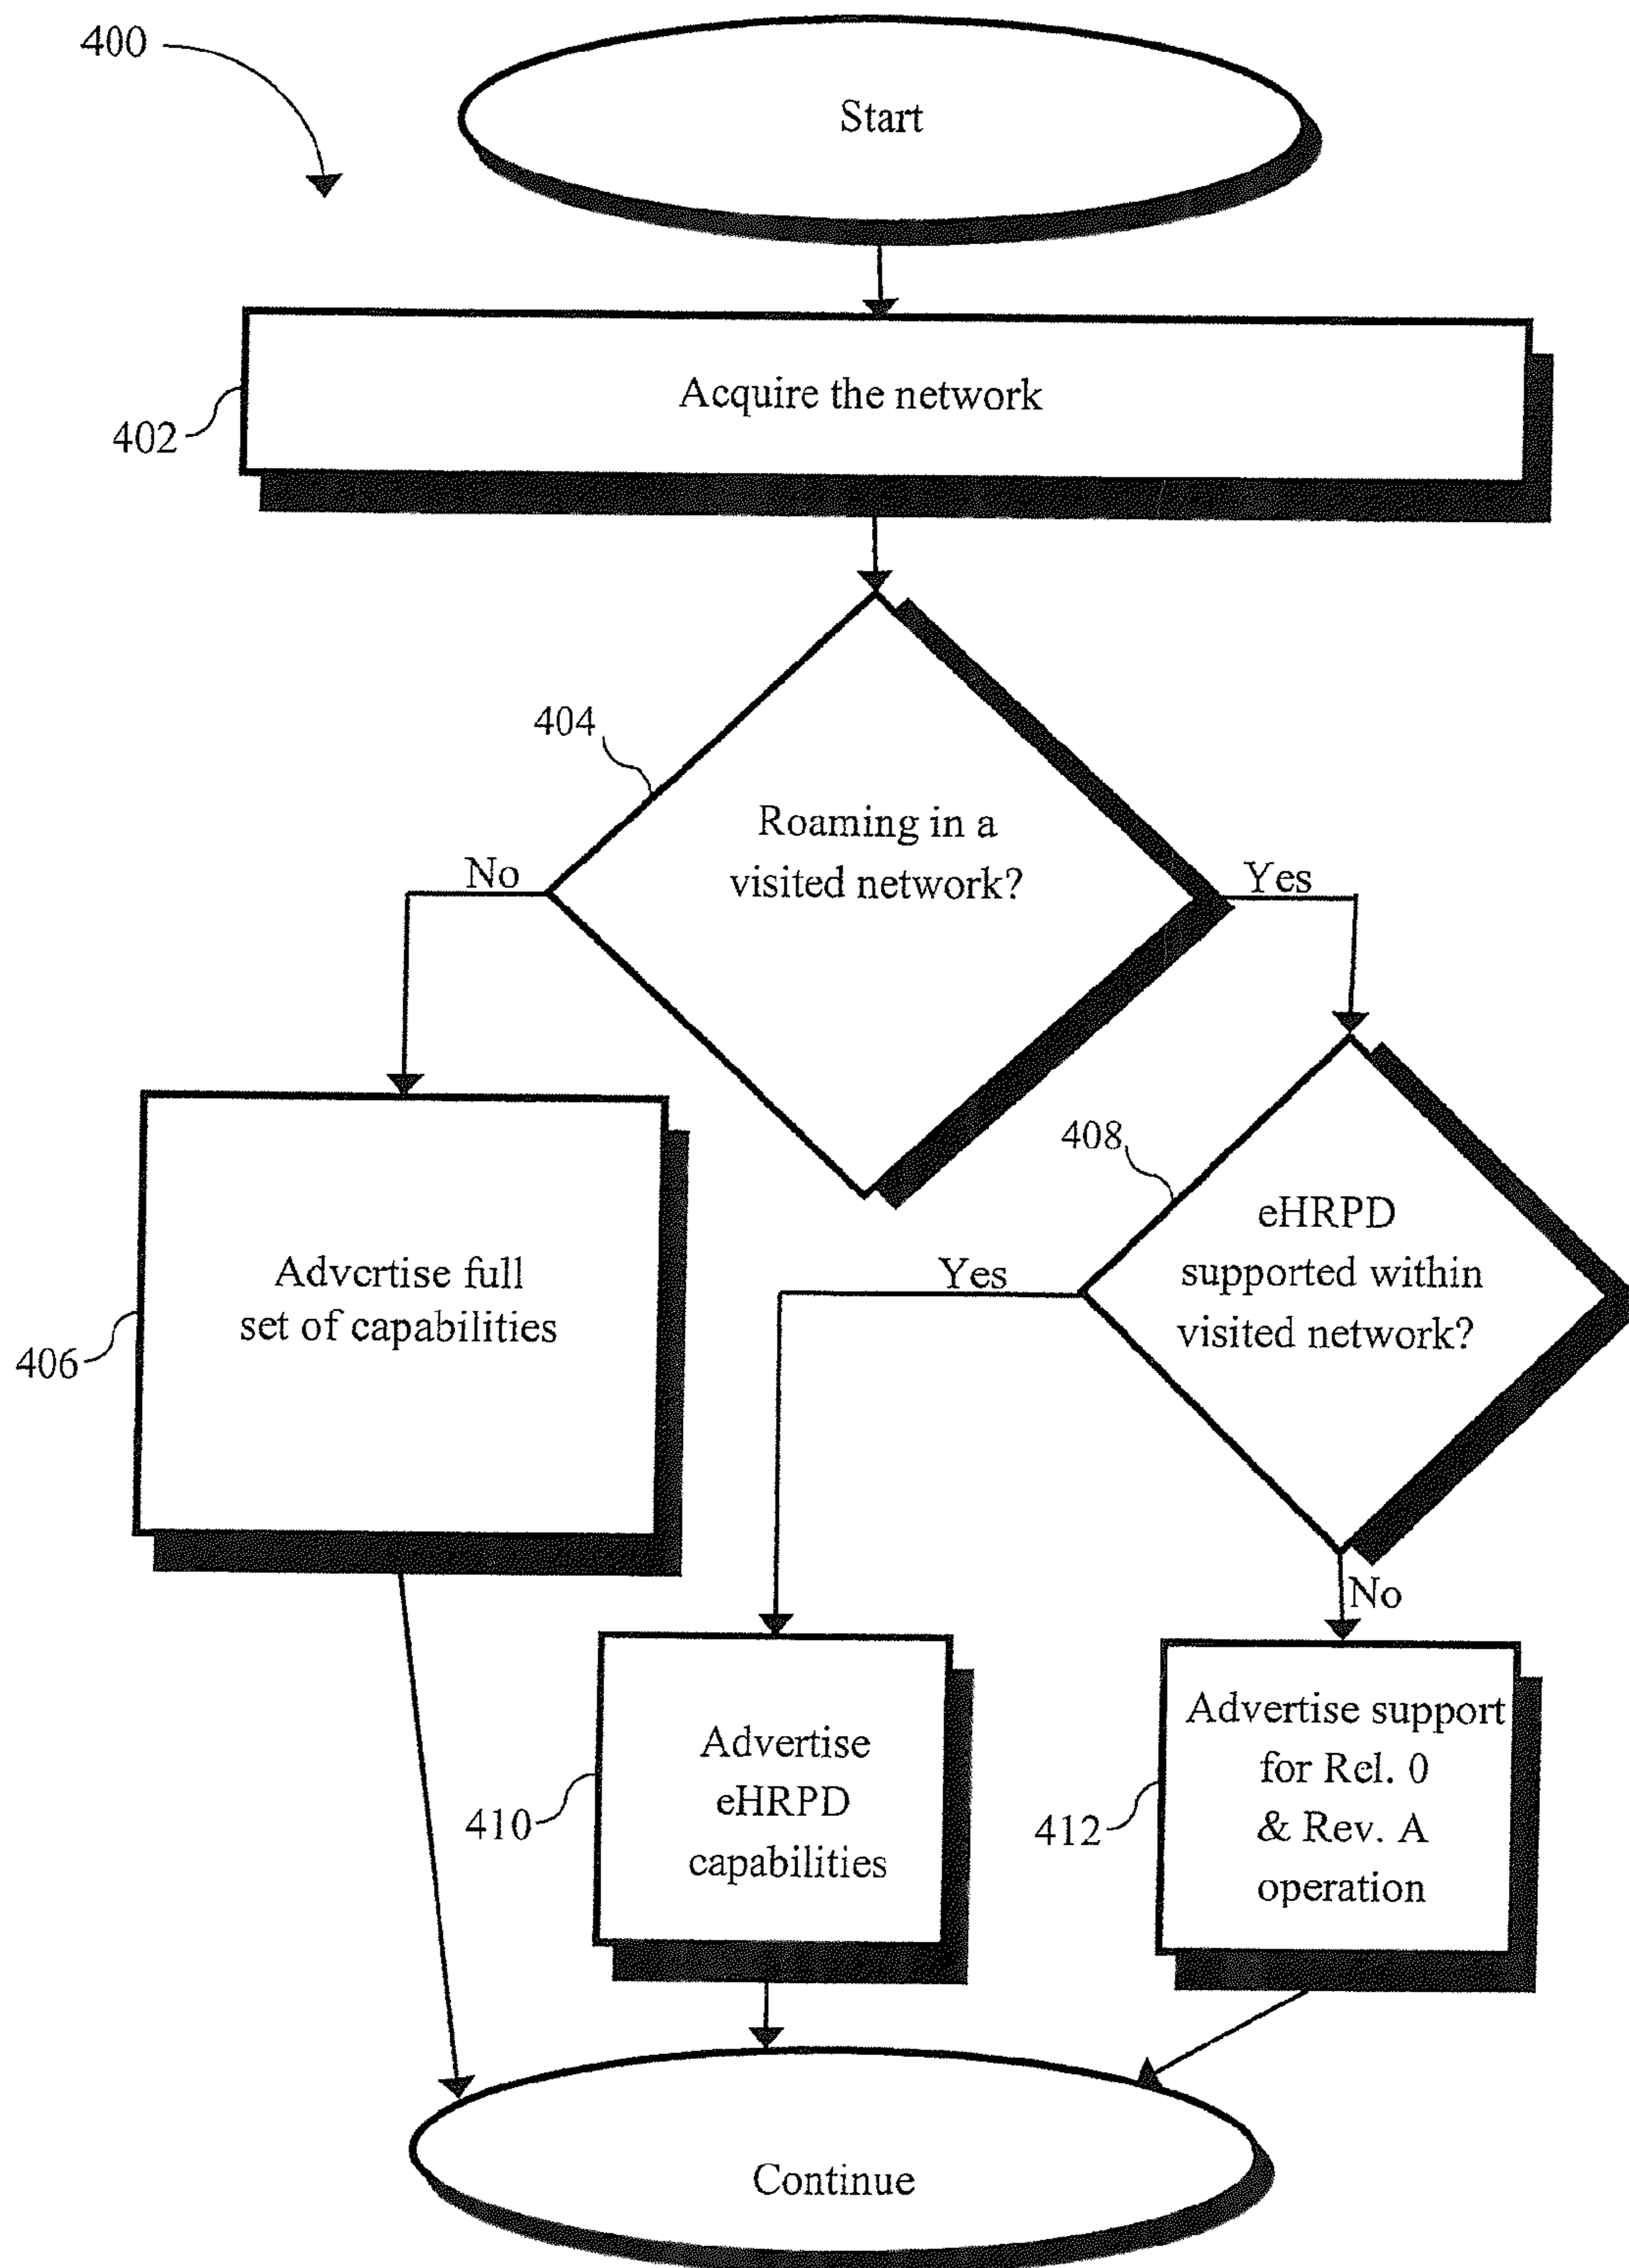 400
Start
Acquire the network
402
404
Roaming in a
visited network?
No
Yes
408
eHRPD
supported within
visited network?
Yes
No
Advertise full
set of capabilities
406
Advertise
eHRPD
capabilities
410
Advertise support
for Rel. 0
& Rev. A
operation
412
Continue